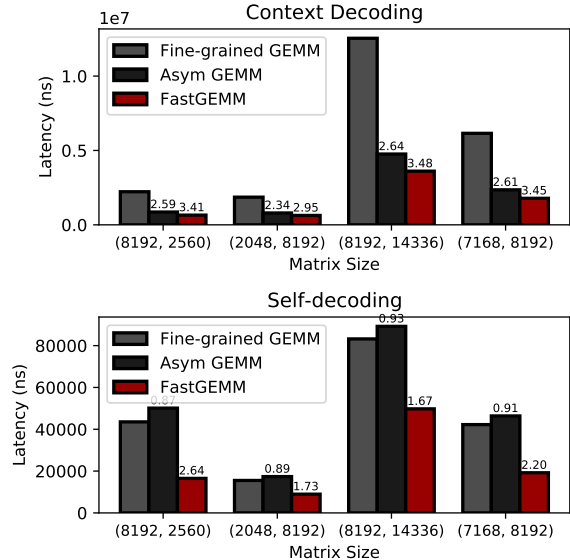 Context Decoding
1e7
Latency (ns)
1.0
0.5
0.0
Fine-grained GEMM
Asym GEMM
FastGEMM
2.59
3.41
2.34
2.95
2.64
3.48
2.61
3.45
(8192, 2560)
(2048, 8192)
(8192, 14336)
(7168, 8192)
Matrix Size
Self-decoding
Latency (ns)
80000
60000
40000
20000
0
Fine-grained GEMM
Asym GEMM
FastGEMM
0.87
2.64
0.89
1.73
0.93
1.67
0.91
2.20
(8192, 2560)
(2048, 8192)
(8192, 14336)
(7168, 8192)
Matrix Size